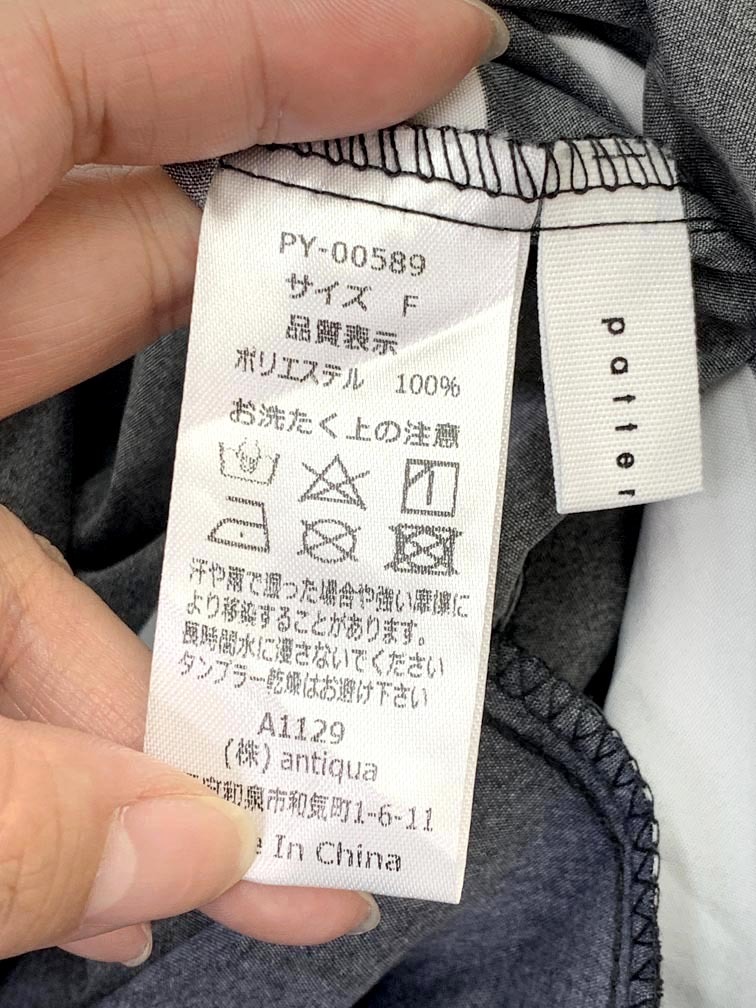 PY-00589
サイズ F
品質表示
ポリエステル 100%
お洗たく上の注意
汗や雨で湿った場合や強い摩擦に
より移染することがあります。
長時間水に浸さないでください
タンブラー乾燥はお避け下さい
A1129
(株) antiqua
和泉市和気町1-6-11
In China
patter